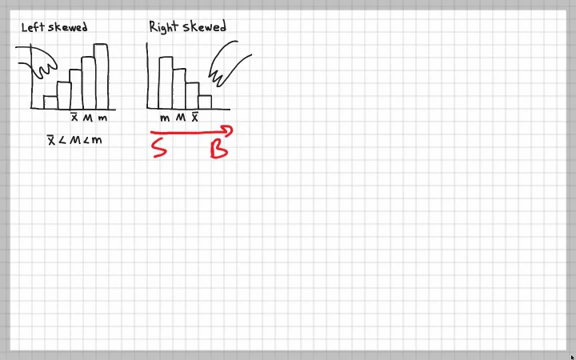 Left skewed
x̄ M m
x̄ < M < m
Right skewed
m M x̄
S B